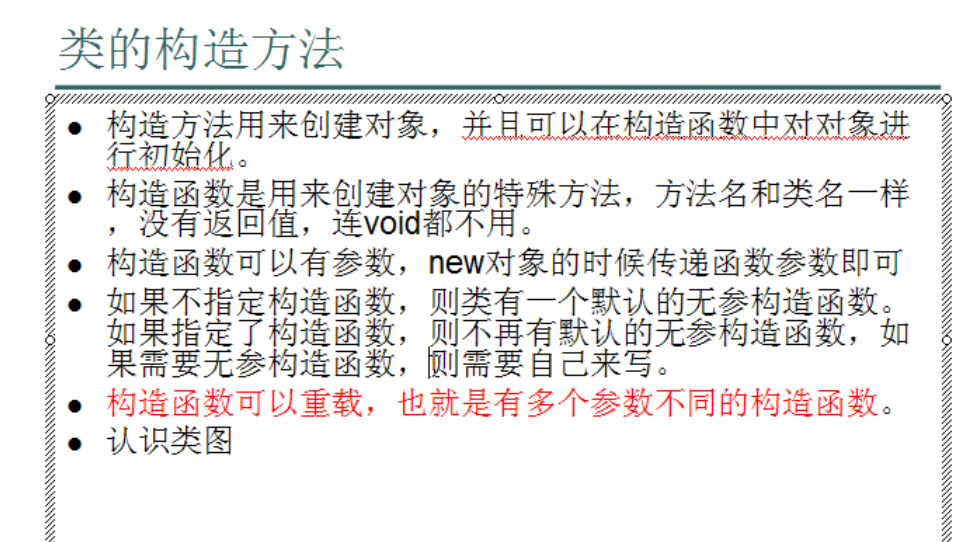 类的构造方法
● 构造方法用来创建对象，并且可以在构造函数中对对象进
行初始化。
● 构造函数是用来创建对象的特殊方法，方法名和类名一样
，没有返回值，连void都不用。
● 构造函数可以有参数，new对象的时候传递函数参数即可
● 如果不指定构造函数，则类有一个默认的无参构造函数。
如果指定了构造函数，则不再有默认的无参构造函数，如
果需要无参构造函数，则需要自己来写。
● 构造函数可以重载，也就是有多个参数不同的构造函数。
● 认识类图